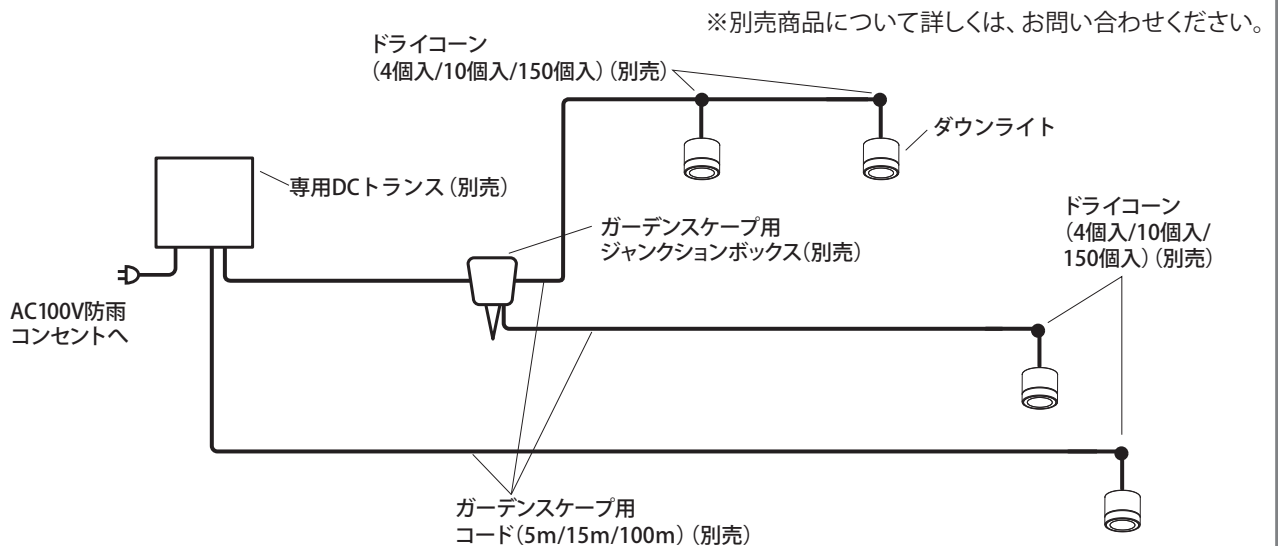 ※別売商品について詳しくは、お問い合わせください。
ドライコーン
(4個入/10個入/150個入)(別売)
ダウンライト
専用DCトランス(別売)
ガーデンスケープ用
ジャンクションボックス(別売)
ドライコーン
(4個入/10個入/
150個入)(別売)
AC100V防雨
コンセントへ
ガーデンスケープ用
コード(5m/15m/100m)(別売)